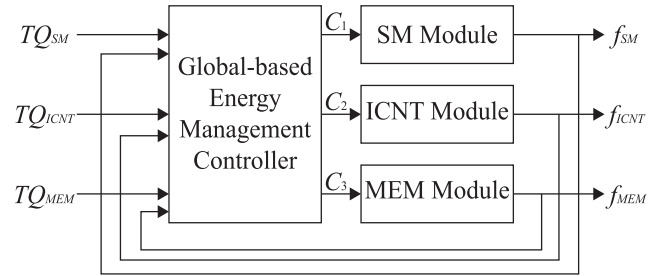 TQSM
C1
SM Module
fSM
Global-based
Energy
Management
Controller
TQICNT
C2
ICNT Module
fICNT
TQMEM
C3
MEM Module
fMEM